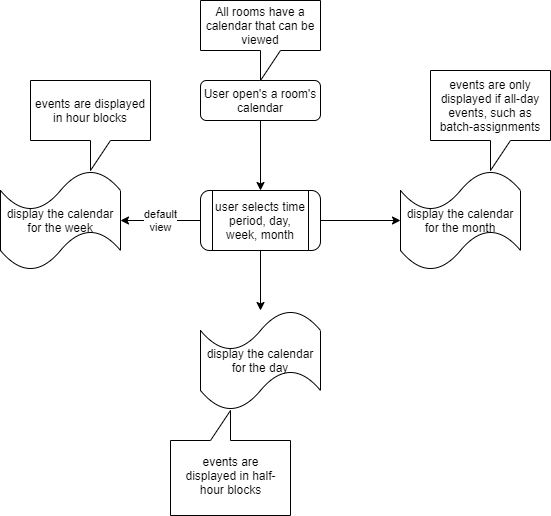 All rooms have a
calendar that can be
viewed
User open's a room's
calendar
events are displayed
in hour blocks
events are only
displayed if all-day
events, such as
batch-assignments
display the calendar
for the week
default
view
user selects time
period, day,
week, month
display the calendar
for the month
display the calendar
for the day
events are
displayed in half-
hour blocks